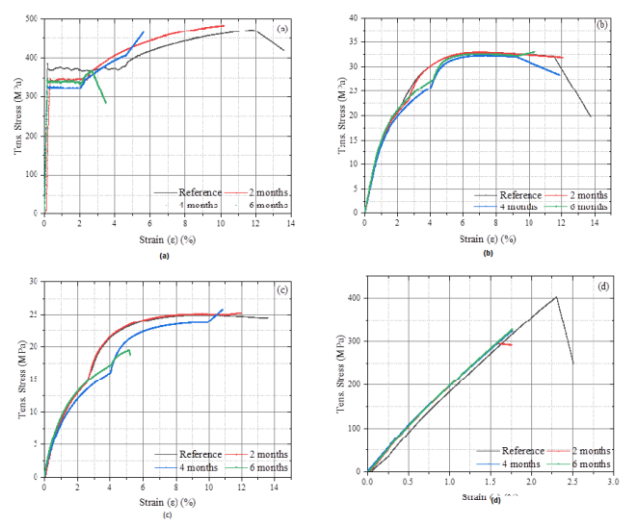 (a)
Tens. Stress (M
500
400
300
200
100
0
0 2 4 6 8 10 12 14
Reference 2 months
4 months 6 months
Strain (ε) (%)
(a)
(b)
Tens. Stress (M
35
30
25
20
15
10
5
0
0 2 4 6 8 10 12 14
Reference 2 months
4 months 6 months
Strain (ε) (%)
(b)
(c)
Tens. Stress (MPa)
25
20
15
10
5
0
0 2 4 6 8 10 12 14
Reference 2 months
4 months 6 months
Strain (ε) (%)
(c)
(d)
Tens. Stress (MPa)
400
300
200
100
0
0.0 0.5 1.0 1.5 2.0 2.5 3.0
Reference 2 months
4 months 6 months
(d)